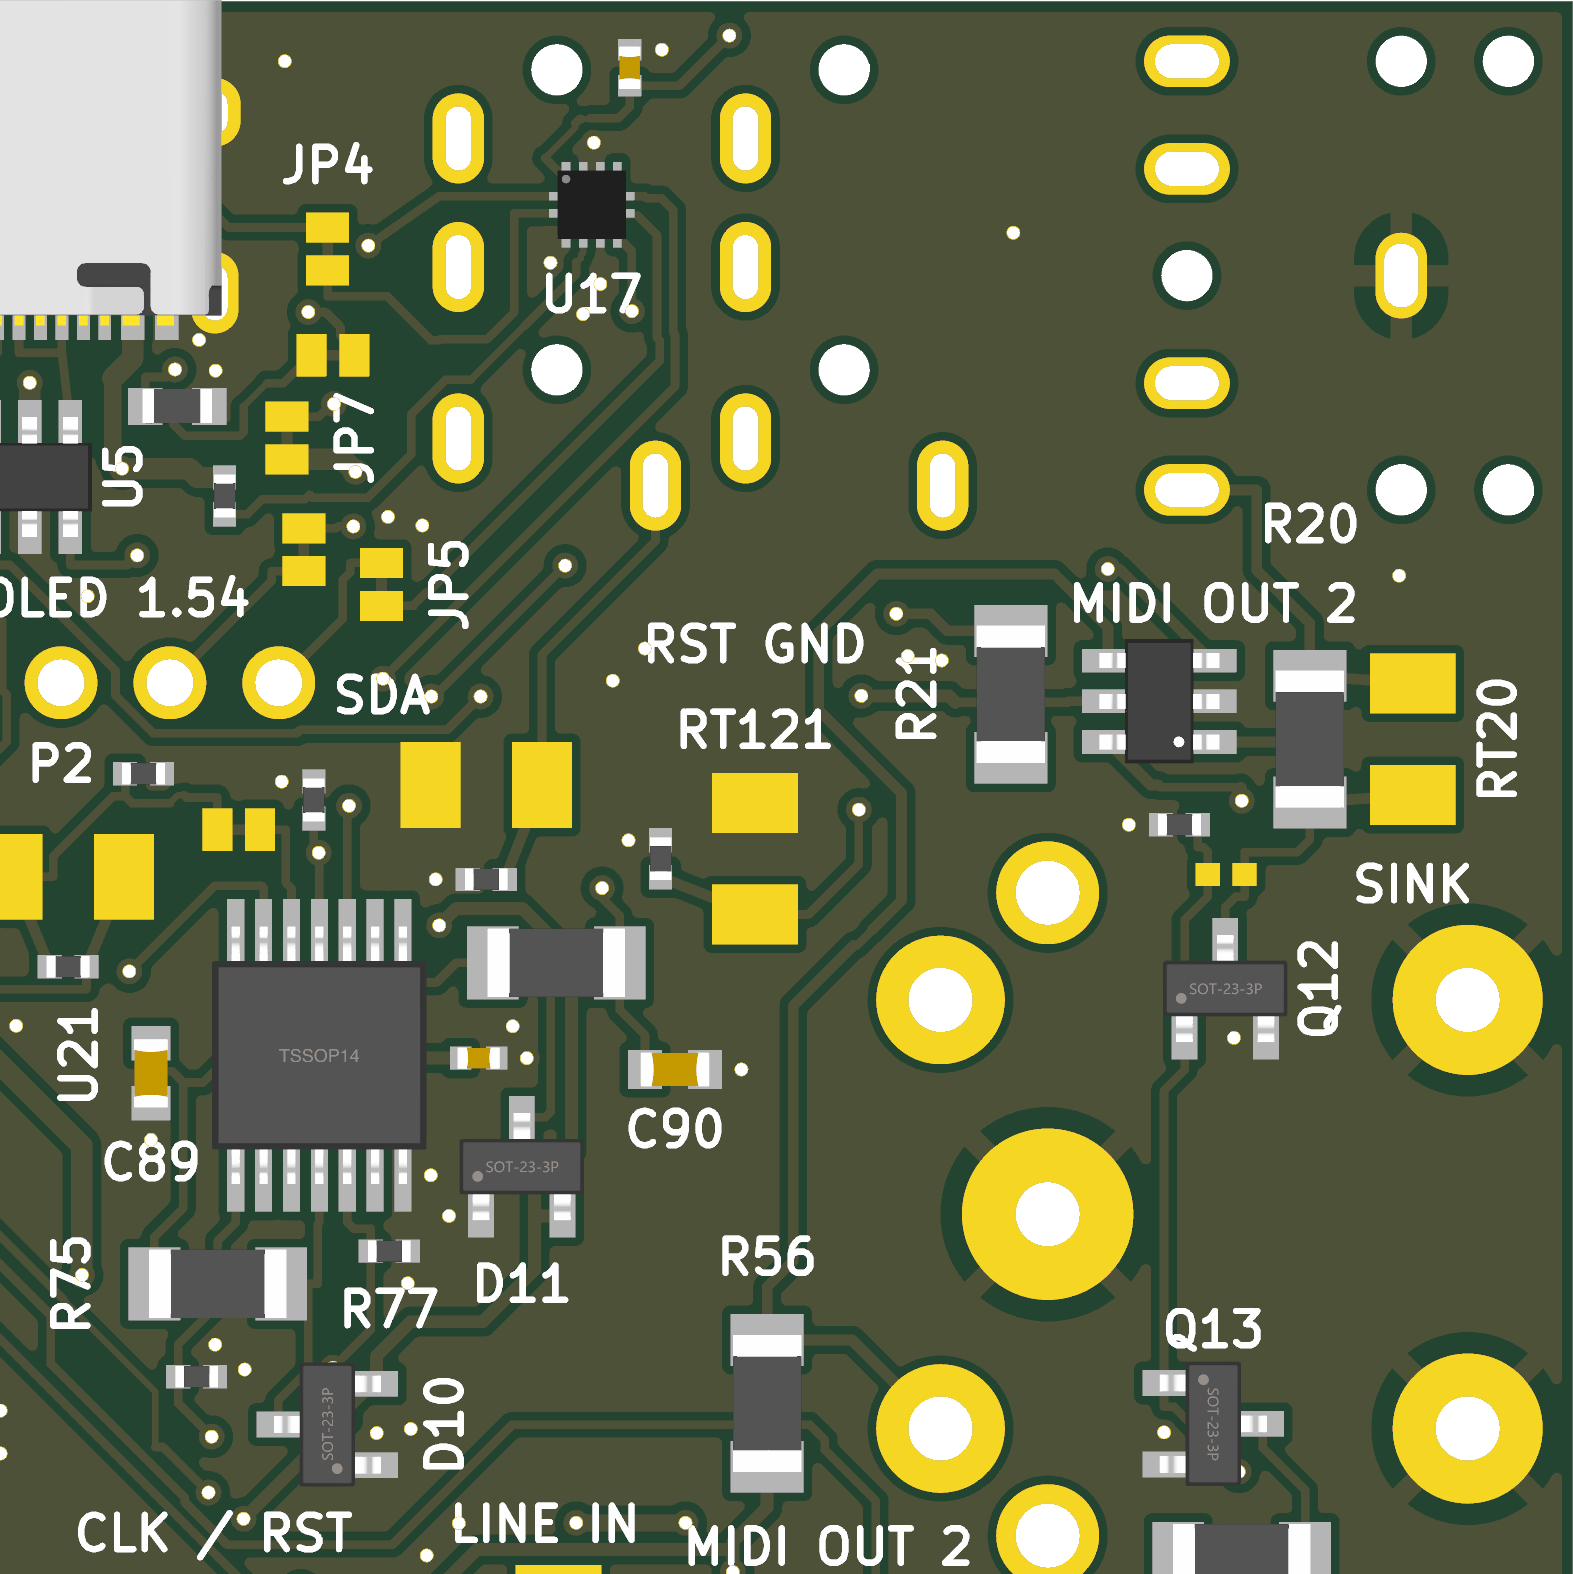 JP4
U17
JP7
U5
R20
JP5
OLED 1.54
MIDI OUT 2
RST GND
R21
SDA
RT121
RT20
P2
SINK
Q12
SOT-23-3P
U21
TSSOP14
C90
C89
SOT-23-3P
R75
R56
D11
R77
Q13
D10
SOT-23-3P
SOT-23-3P
CLK / RST
LINE IN
MIDI OUT 2